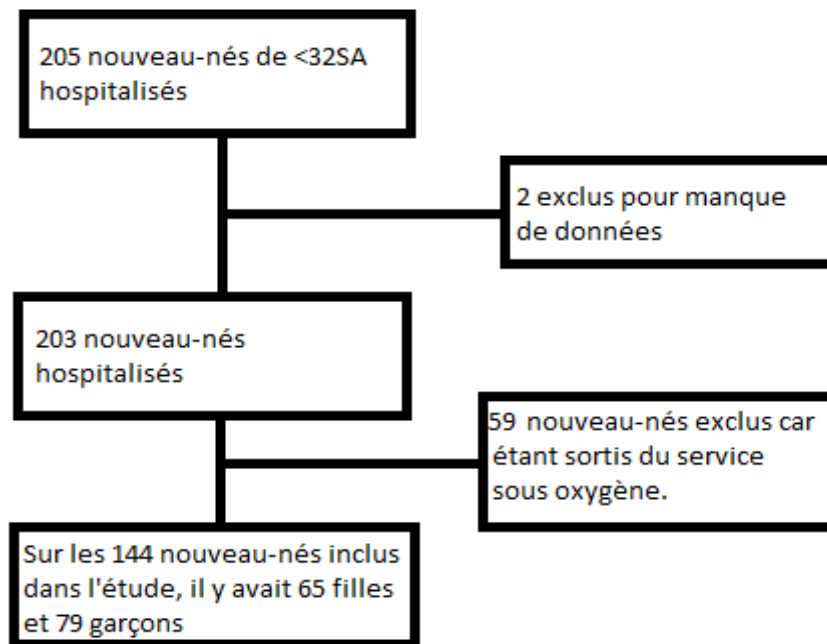 205 nouveau-nés de <32SA
hospitalisés
2 exclus pour manque
de données
203 nouveau-nés
hospitalisés
59 nouveau-nés exclus car
étant sortis du service
sous oxygène.
Sur les 144 nouveau-nés inclus
dans l'étude, il y avait 65 filles
et 79 garçons